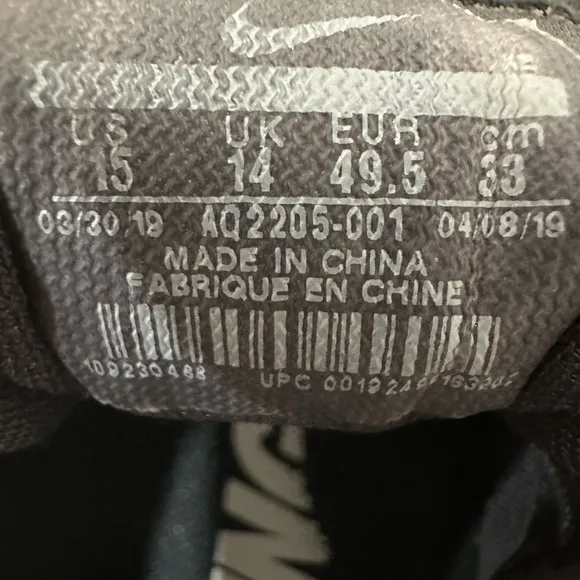 US UK EUR cm
15 14 49.5 33
03/30/19 AQ2205-001 04/08/19
MADE IN CHINA
FABRIQUE EN CHINE
UPC